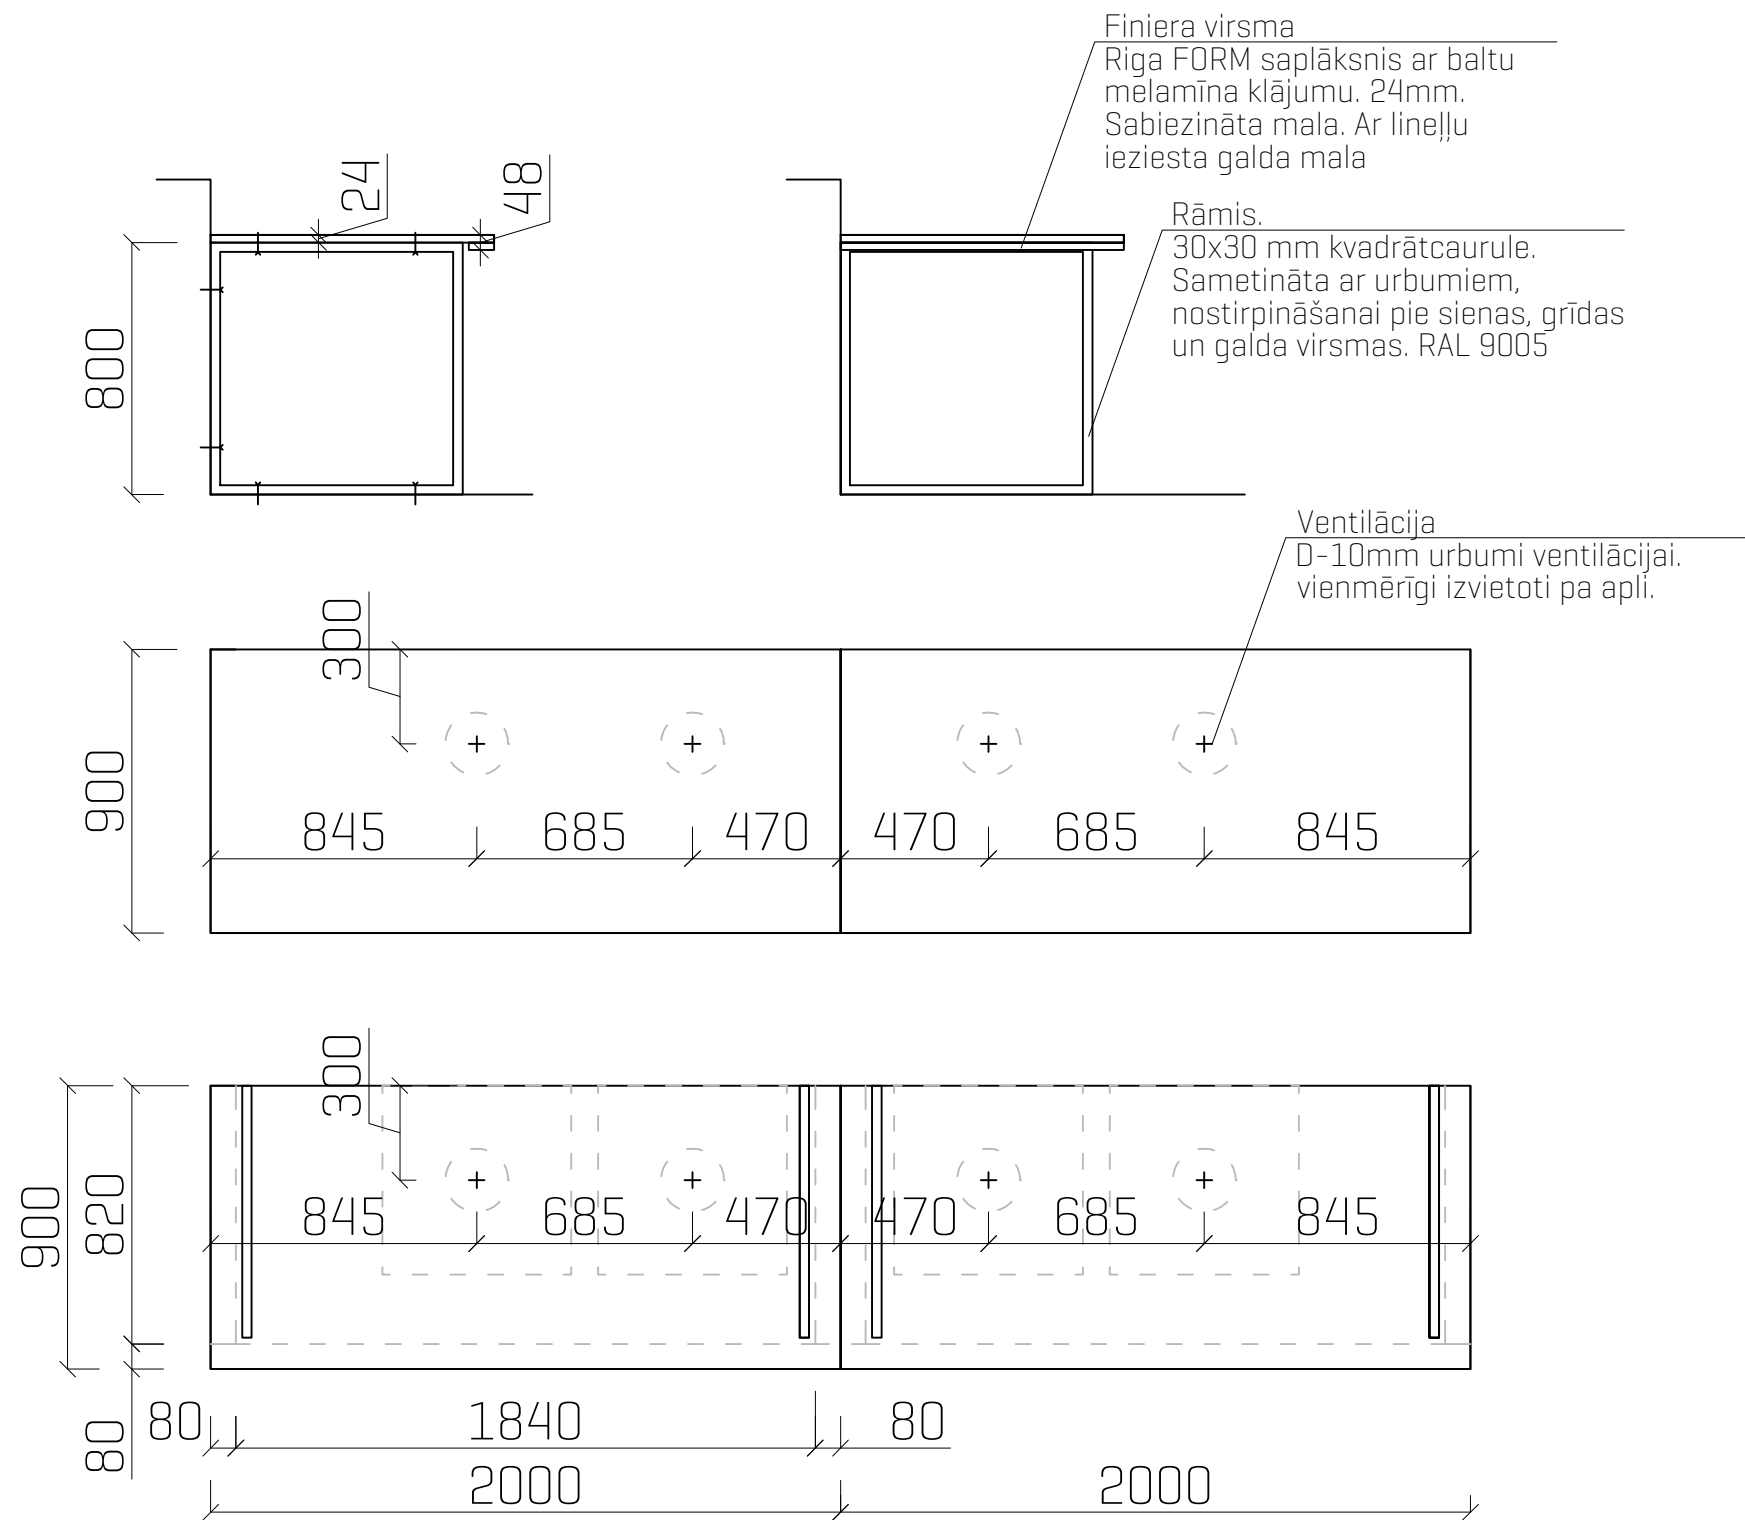 Finiera virsma
Riga FORM saplāksnis ar baltu
melamīna klājumu. 24mm.
Sabiezināta mala. Ar lineļļu
ieziesta galda mala
24
48
Rāmis.
30x30 mm kvadrātcaurule.
Sametināta ar urbumiem,
nostirpināšanai pie sienas, grīdas
un galda virsmas. RAL 9005
800
Ventilācija
D-10mm urbumi ventilācijai.
vienmērīgi izvietoti pa apli.
300
900
845 685 470 470 685 845
300
900
820
845 685 470 470 685 845
80
80 1840 80
2000 2000